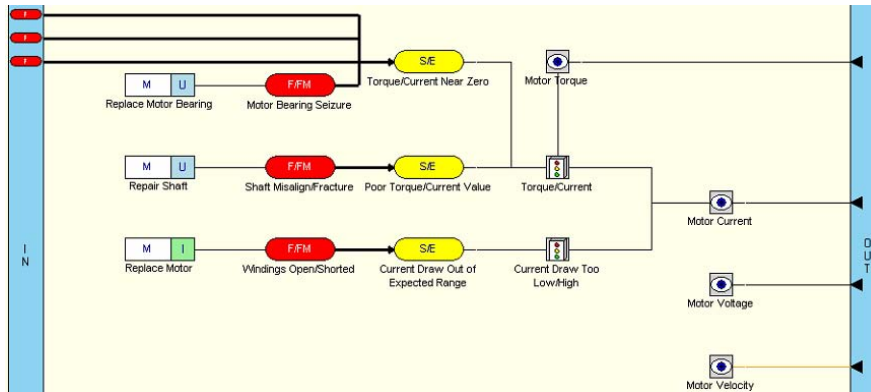 F
F
F
S/E
Torque/Current Near Zero
Motor Torque
M U
Replace Motor Bearing
F/FM
Motor Bearing Seizure
M U
Repair Shaft
F/FM
Shaft Misalign/Fracture
S/E
Poor Torque/Current Value
Torque/Current
Motor Current
M I
Replace Motor
F/FM
Windings Open/Shorted
S/E
Current Draw Out of
Expected Range
Current Draw Too
Low/High
Motor Voltage
Motor Velocity
IN
OUT